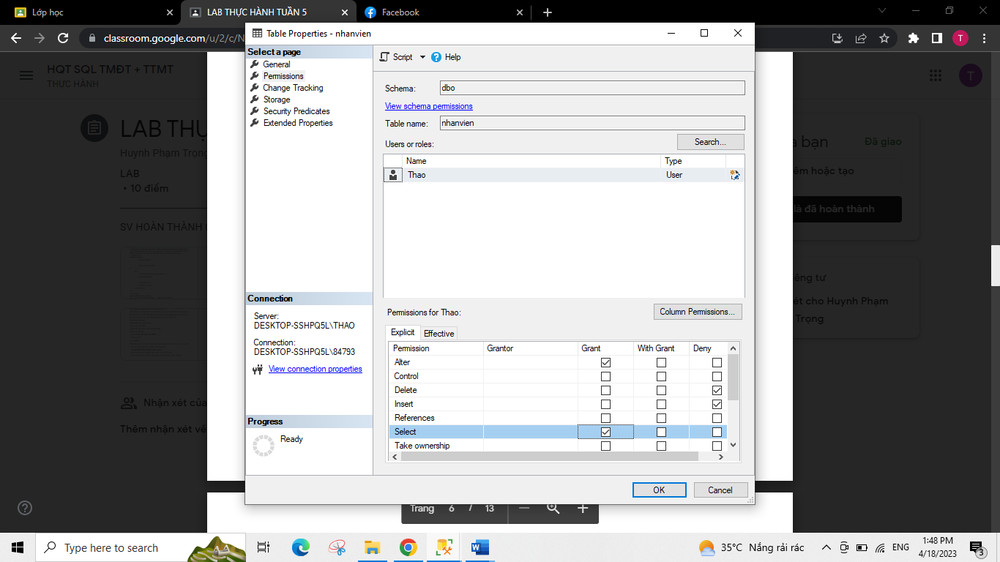 Lớp học
LAB THỰC HÀNH TUẦN 5
Facebook
classroom.google.com/u/2/c/N
T
HQT SQL TMĐT + TTMT
THỰC HÀNH
T
LAB THỰ
Huynh Phạm Trọng
LAB
• 10 điểm
SV HOÀN THÀNH
Nhận xét của
Thêm nhận xét về
a bạn
Đã giao
êm hoặc tạo
là đã hoàn thành
êng tư
ét cho Huynh Phạm
Trọng
Table Properties - nhanvien
Select a page
General
Permissions
Change Tracking
Storage
Security Predicates
Extended Properties
Connection
Server:
DESKTOP-SSHPQ5L\THAO
Connection:
DESKTOP-SSHPQ5L\84793
View connection properties
Progress
Ready
Script
Help
Schema:
dbo
View schema permissions
Table name:
nhanvien
Users or roles:
Search...
Name Type
Thao User
Permissions for Thao:
Column Permissions...
Explicit
Effective
Permission Grantor Grant With Grant Deny
Alter
Control
Delete
Insert
References
Select
Take ownership
OK
Cancel
Trang 6 / 13
Type here to search
35°C Nắng rải rác
ENG
1:48 PM
4/18/2023
3